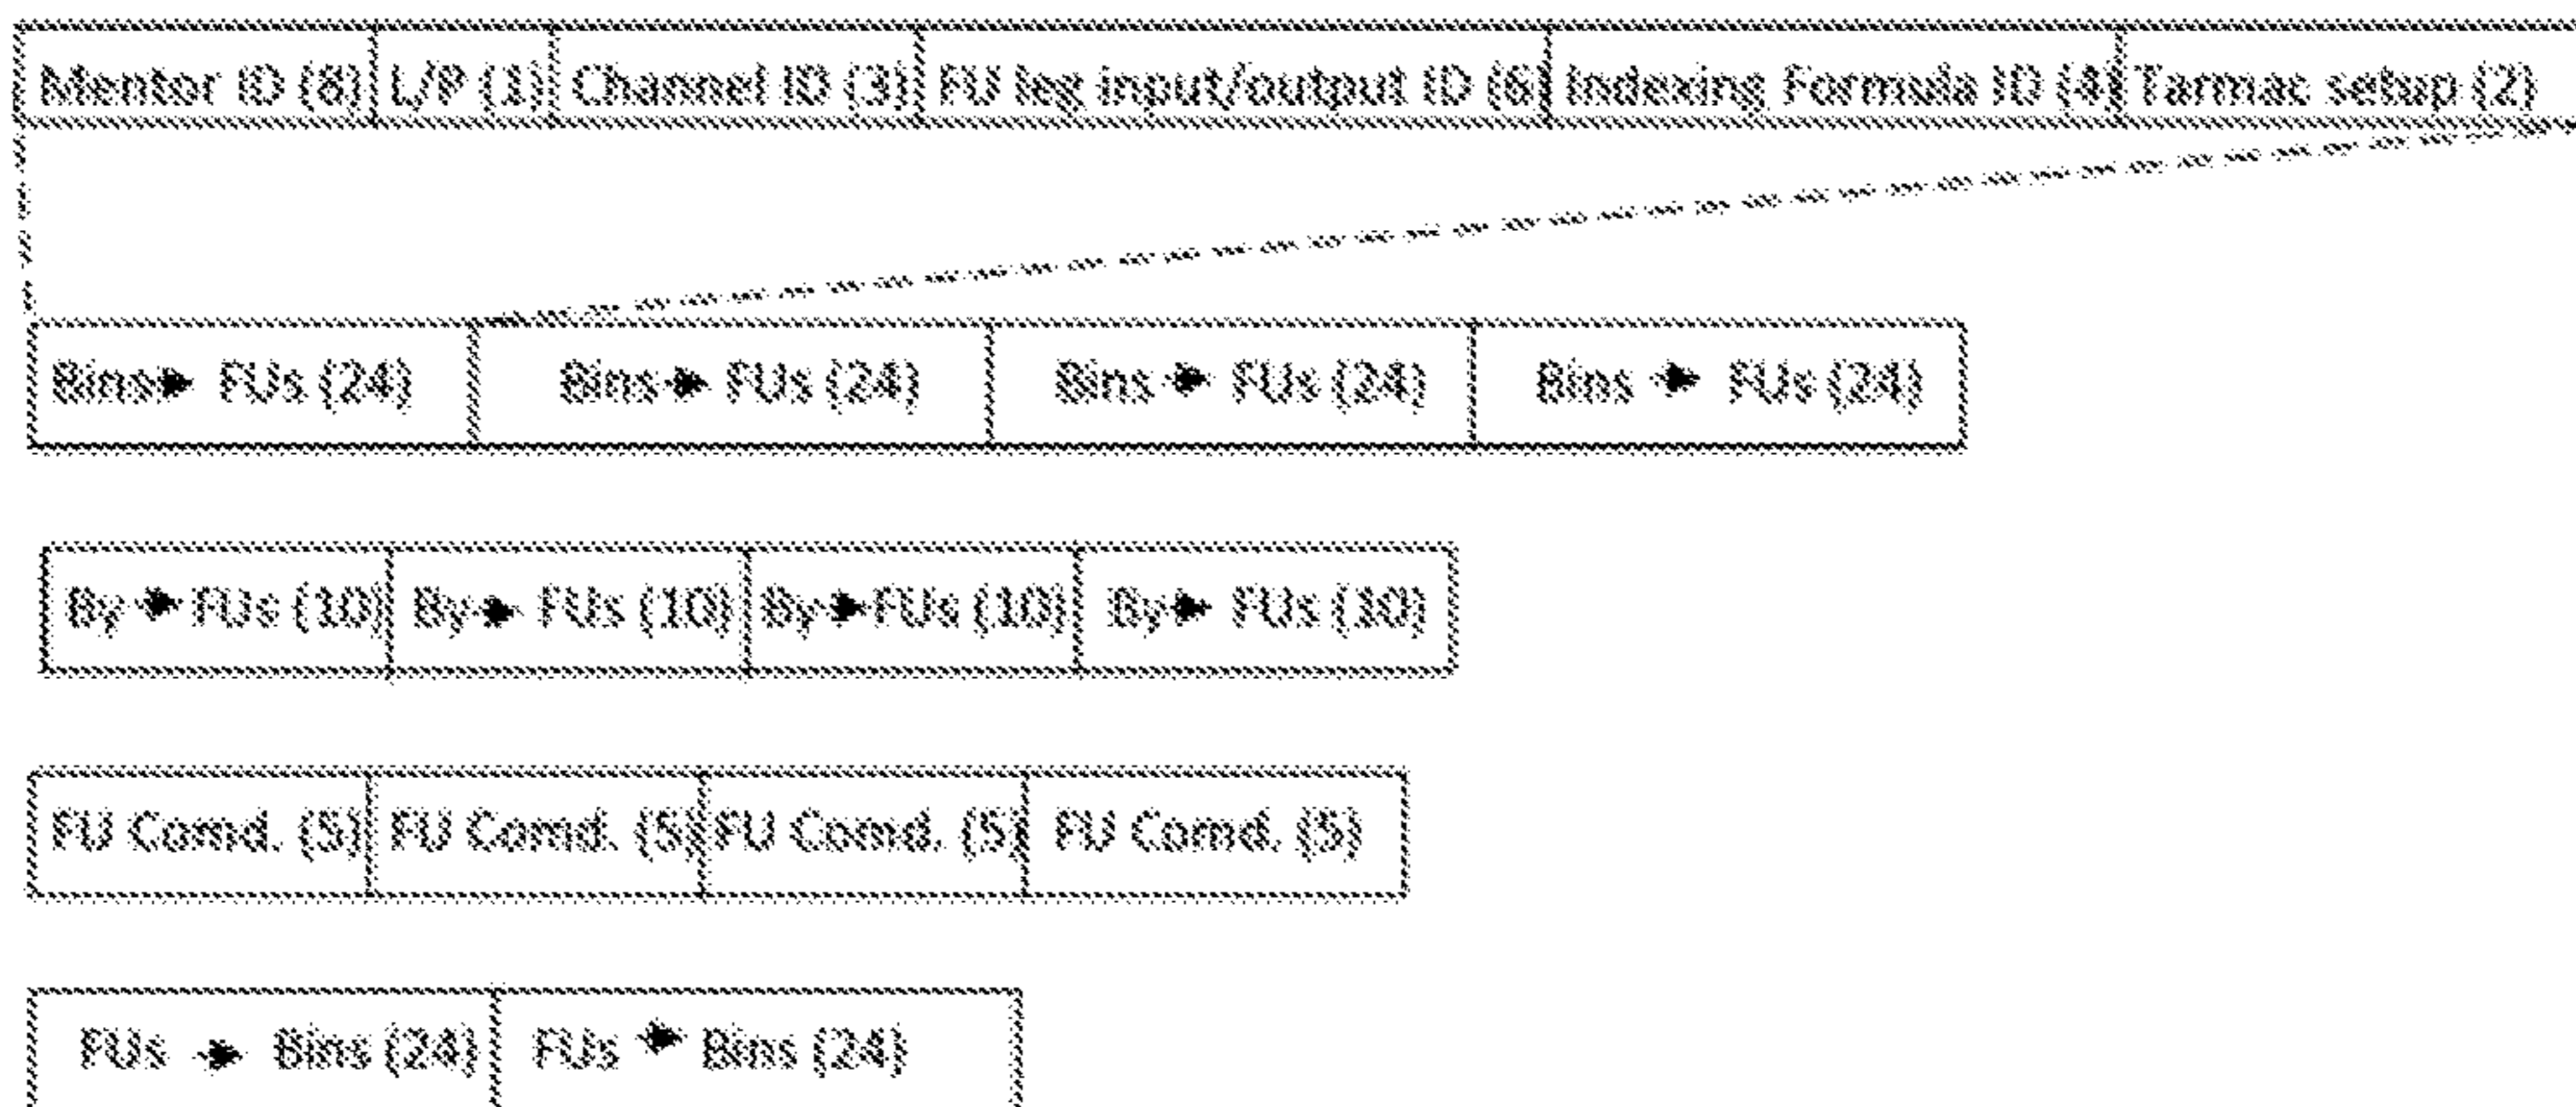 Mentor ID (8) L/P (1) Channel ID (3) FU leg input/output ID (6) Indexing Formula ID (4) Tarmac setup (2)
Bins → FUs (24) Bins → FUs (24) Bins → FUs (24) Bins → FUs (24)
By → FUs (10) By → FUs (10) By → FUs (10) By → FUs (10)
FU Comd. (5) FU Comd. (5) FU Comd. (5) FU Comd. (5)
FUs → Bins (24) FUs → Bins (24)